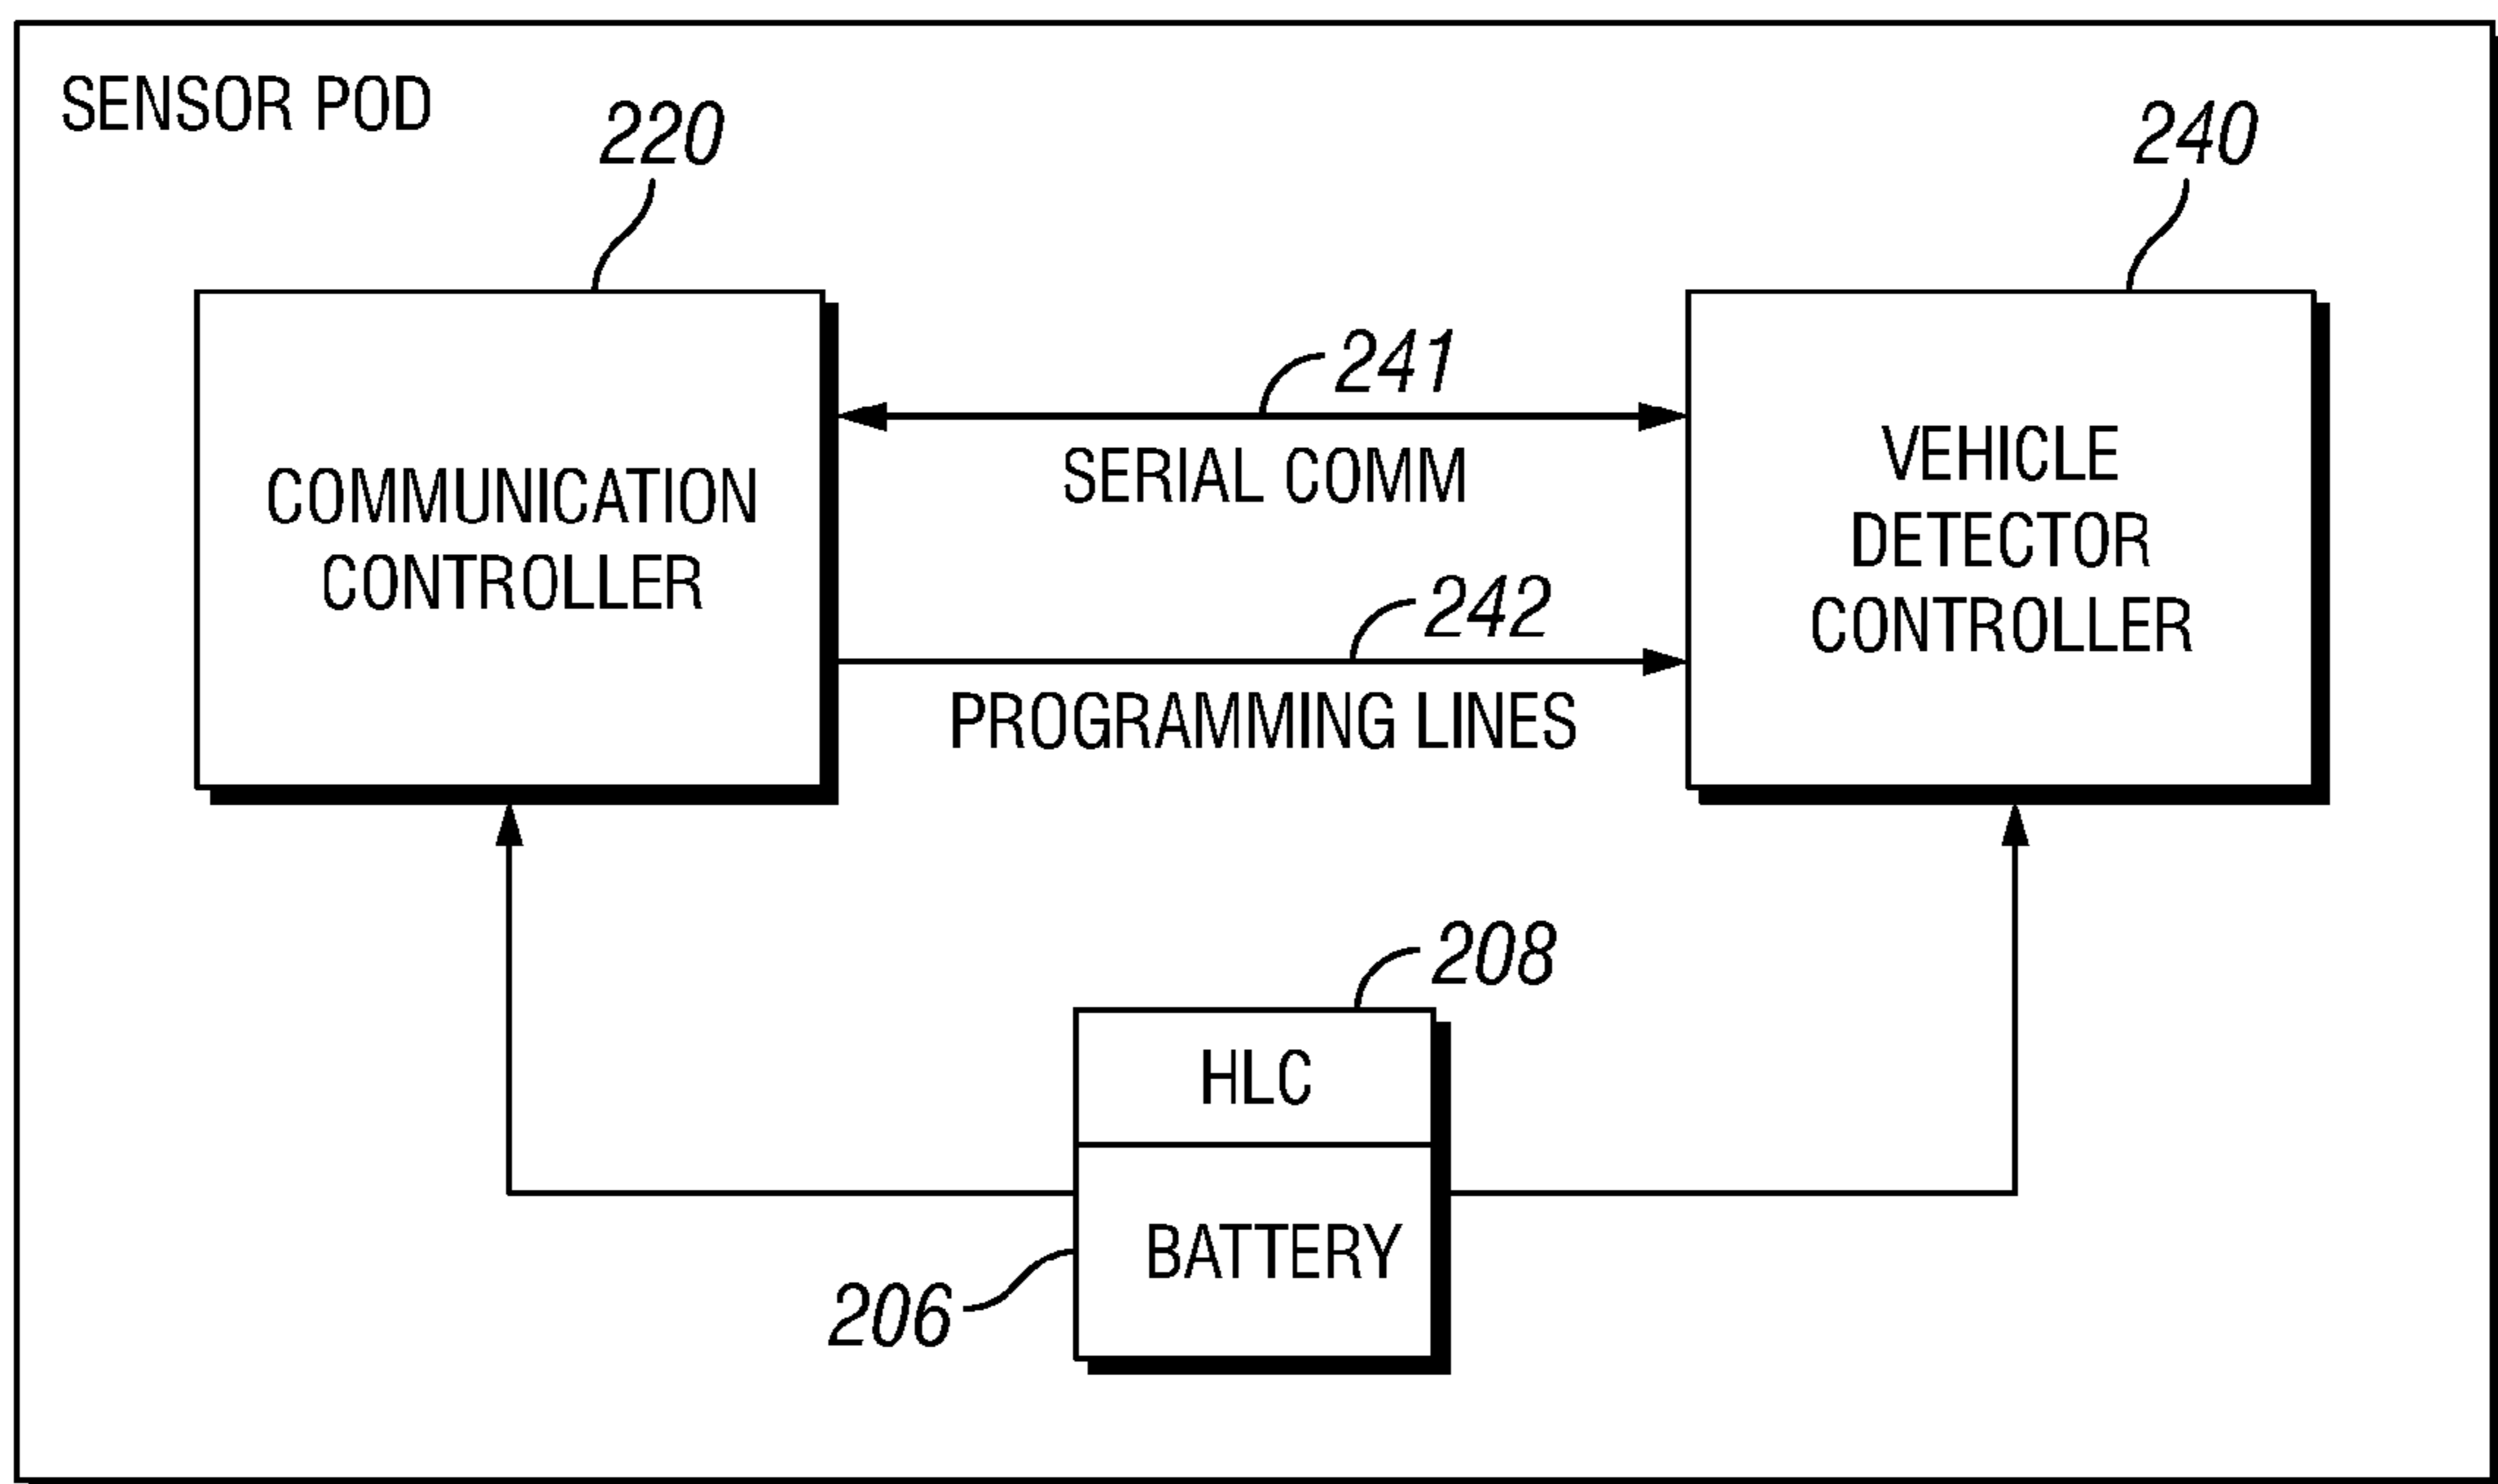 SENSOR POD
220
240
COMMUNICATION
CONTROLLER
241
SERIAL COMM
242
PROGRAMMING LINES
VEHICLE
DETECTOR
CONTROLLER
208
HLC
BATTERY
206